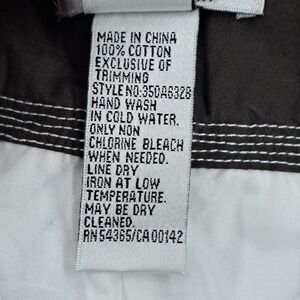 MADE IN CHINA
100% COTTON
EXCLUSIVE OF
TRIMMING
STYLE NO:350A6328
HAND WASH
IN COLD WATER.
ONLY NON
CHLORINE BLEACH
WHEN NEEDED.
LINE DRY
IRON AT LOW
TEMPERATURE.
MAY BE DRY
CLEANED.
RN54365/CA00142